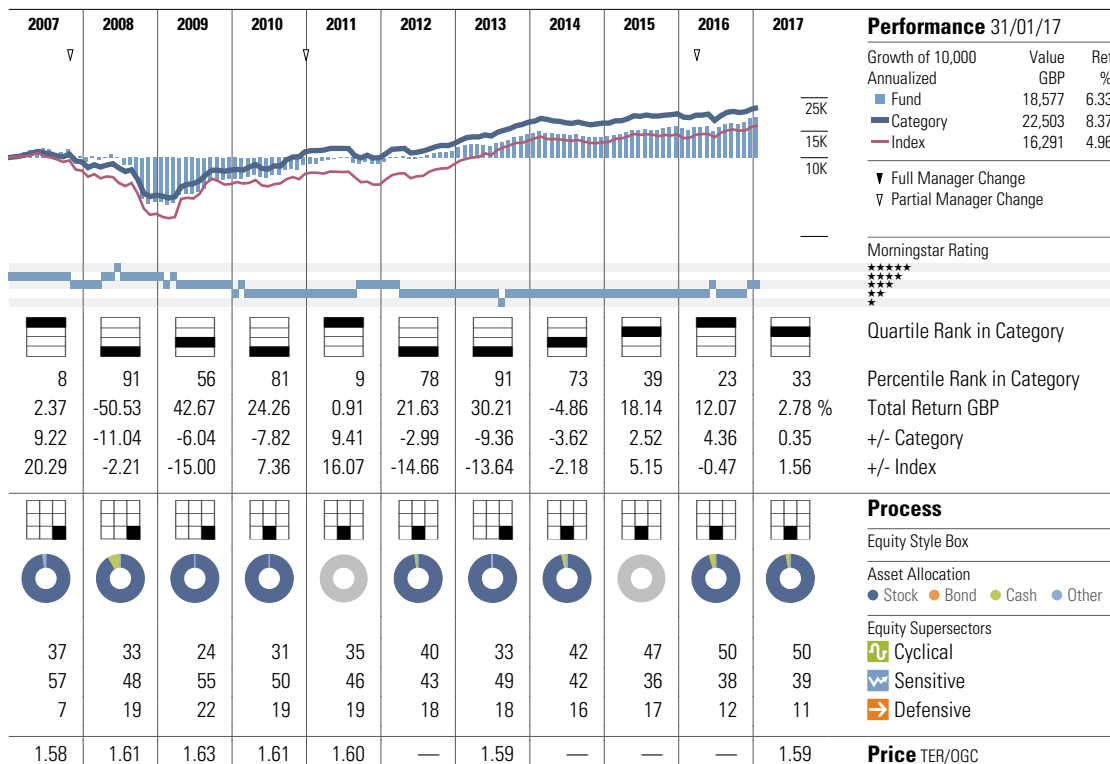 2007 2008 2009 2010 2011 2012 2013 2014 2015 2016 2017
Performance 31/01/17
Growth of 10,000 Value Ret
Annualized GBP %
Fund 18,577 6.33
Category 22,503 8.37
Index 16,291 4.96
25K
15K
10K
Full Manager Change
Partial Manager Change
Morningstar Rating
★★★★★
★★★★
★★★
★★
★
Quartile Rank in Category
8 91 56 81 9 78 91 73 39 23 33 Percentile Rank in Category
2.37 -50.53 42.67 24.26 0.91 21.63 30.21 -4.86 18.14 12.07 2.78 % Total Return GBP
9.22 -11.04 -6.04 -7.82 9.41 -2.99 -9.36 -3.62 2.52 4.36 0.35 +/- Category
20.29 -2.21 -15.00 7.36 16.07 -14.66 -13.64 -2.18 5.15 -0.47 1.56 +/- Index
Process
Equity Style Box
Asset Allocation
Stock Bond Cash Other
Equity Supersectors
37 33 24 31 35 40 33 42 47 50 50 Cyclical
57 48 55 50 46 43 49 42 36 38 39 Sensitive
7 19 22 19 19 18 18 16 17 12 11 Defensive
1.58 1.61 1.63 1.61 1.60 — 1.59 — — — 1.59 Price TER/OGC